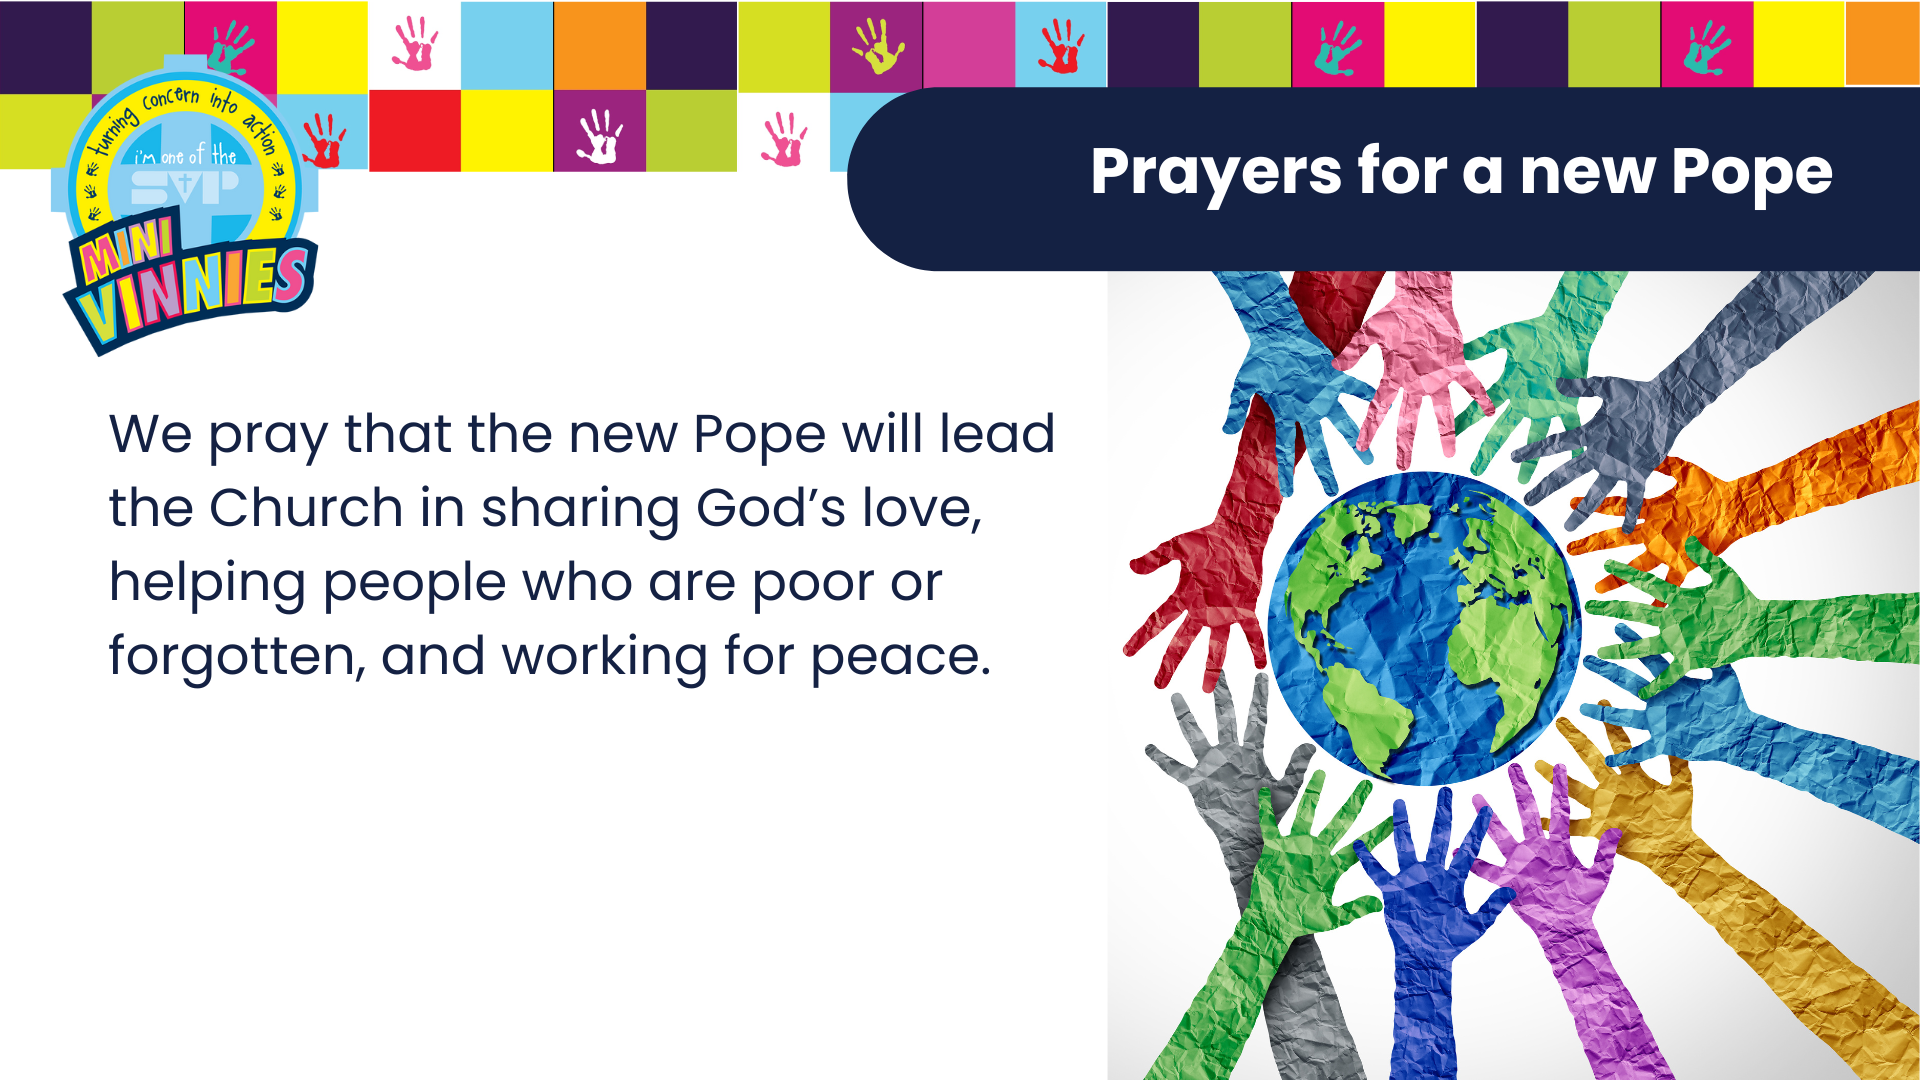 turning concern into action
i'm one of the
SVP
MINI
VINNIES
Prayers for a new Pope
We pray that the new Pope will lead
the Church in sharing God’s love,
helping people who are poor or
forgotten, and working for peace.